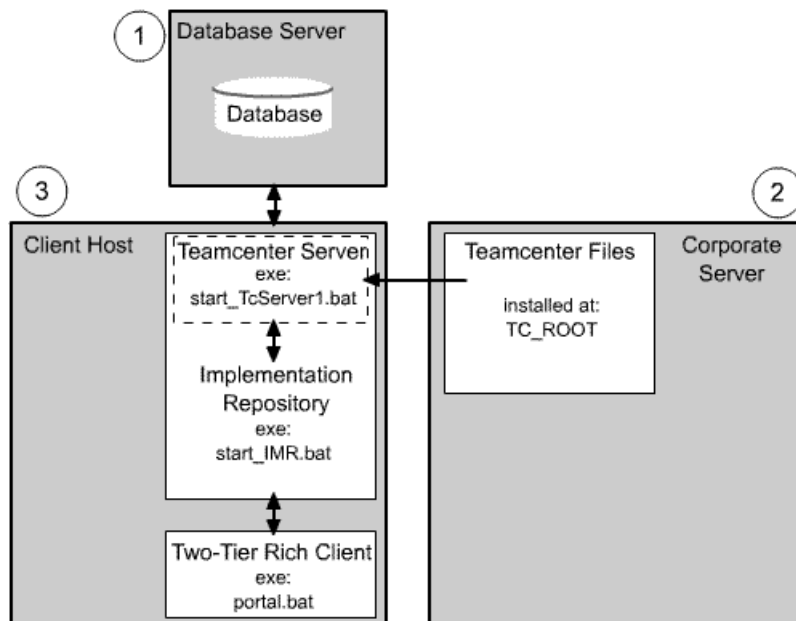 1
Database Server
Database
3
Client Host
Teamcenter Server
exe:
start_TcServer1.bat
Implementation
Repository
exe:
start_IMR.bat
Two-Tier Rich Client
exe:
portal.bat
2
Teamcenter Files
installed at:
TC_ROOT
Corporate
Server